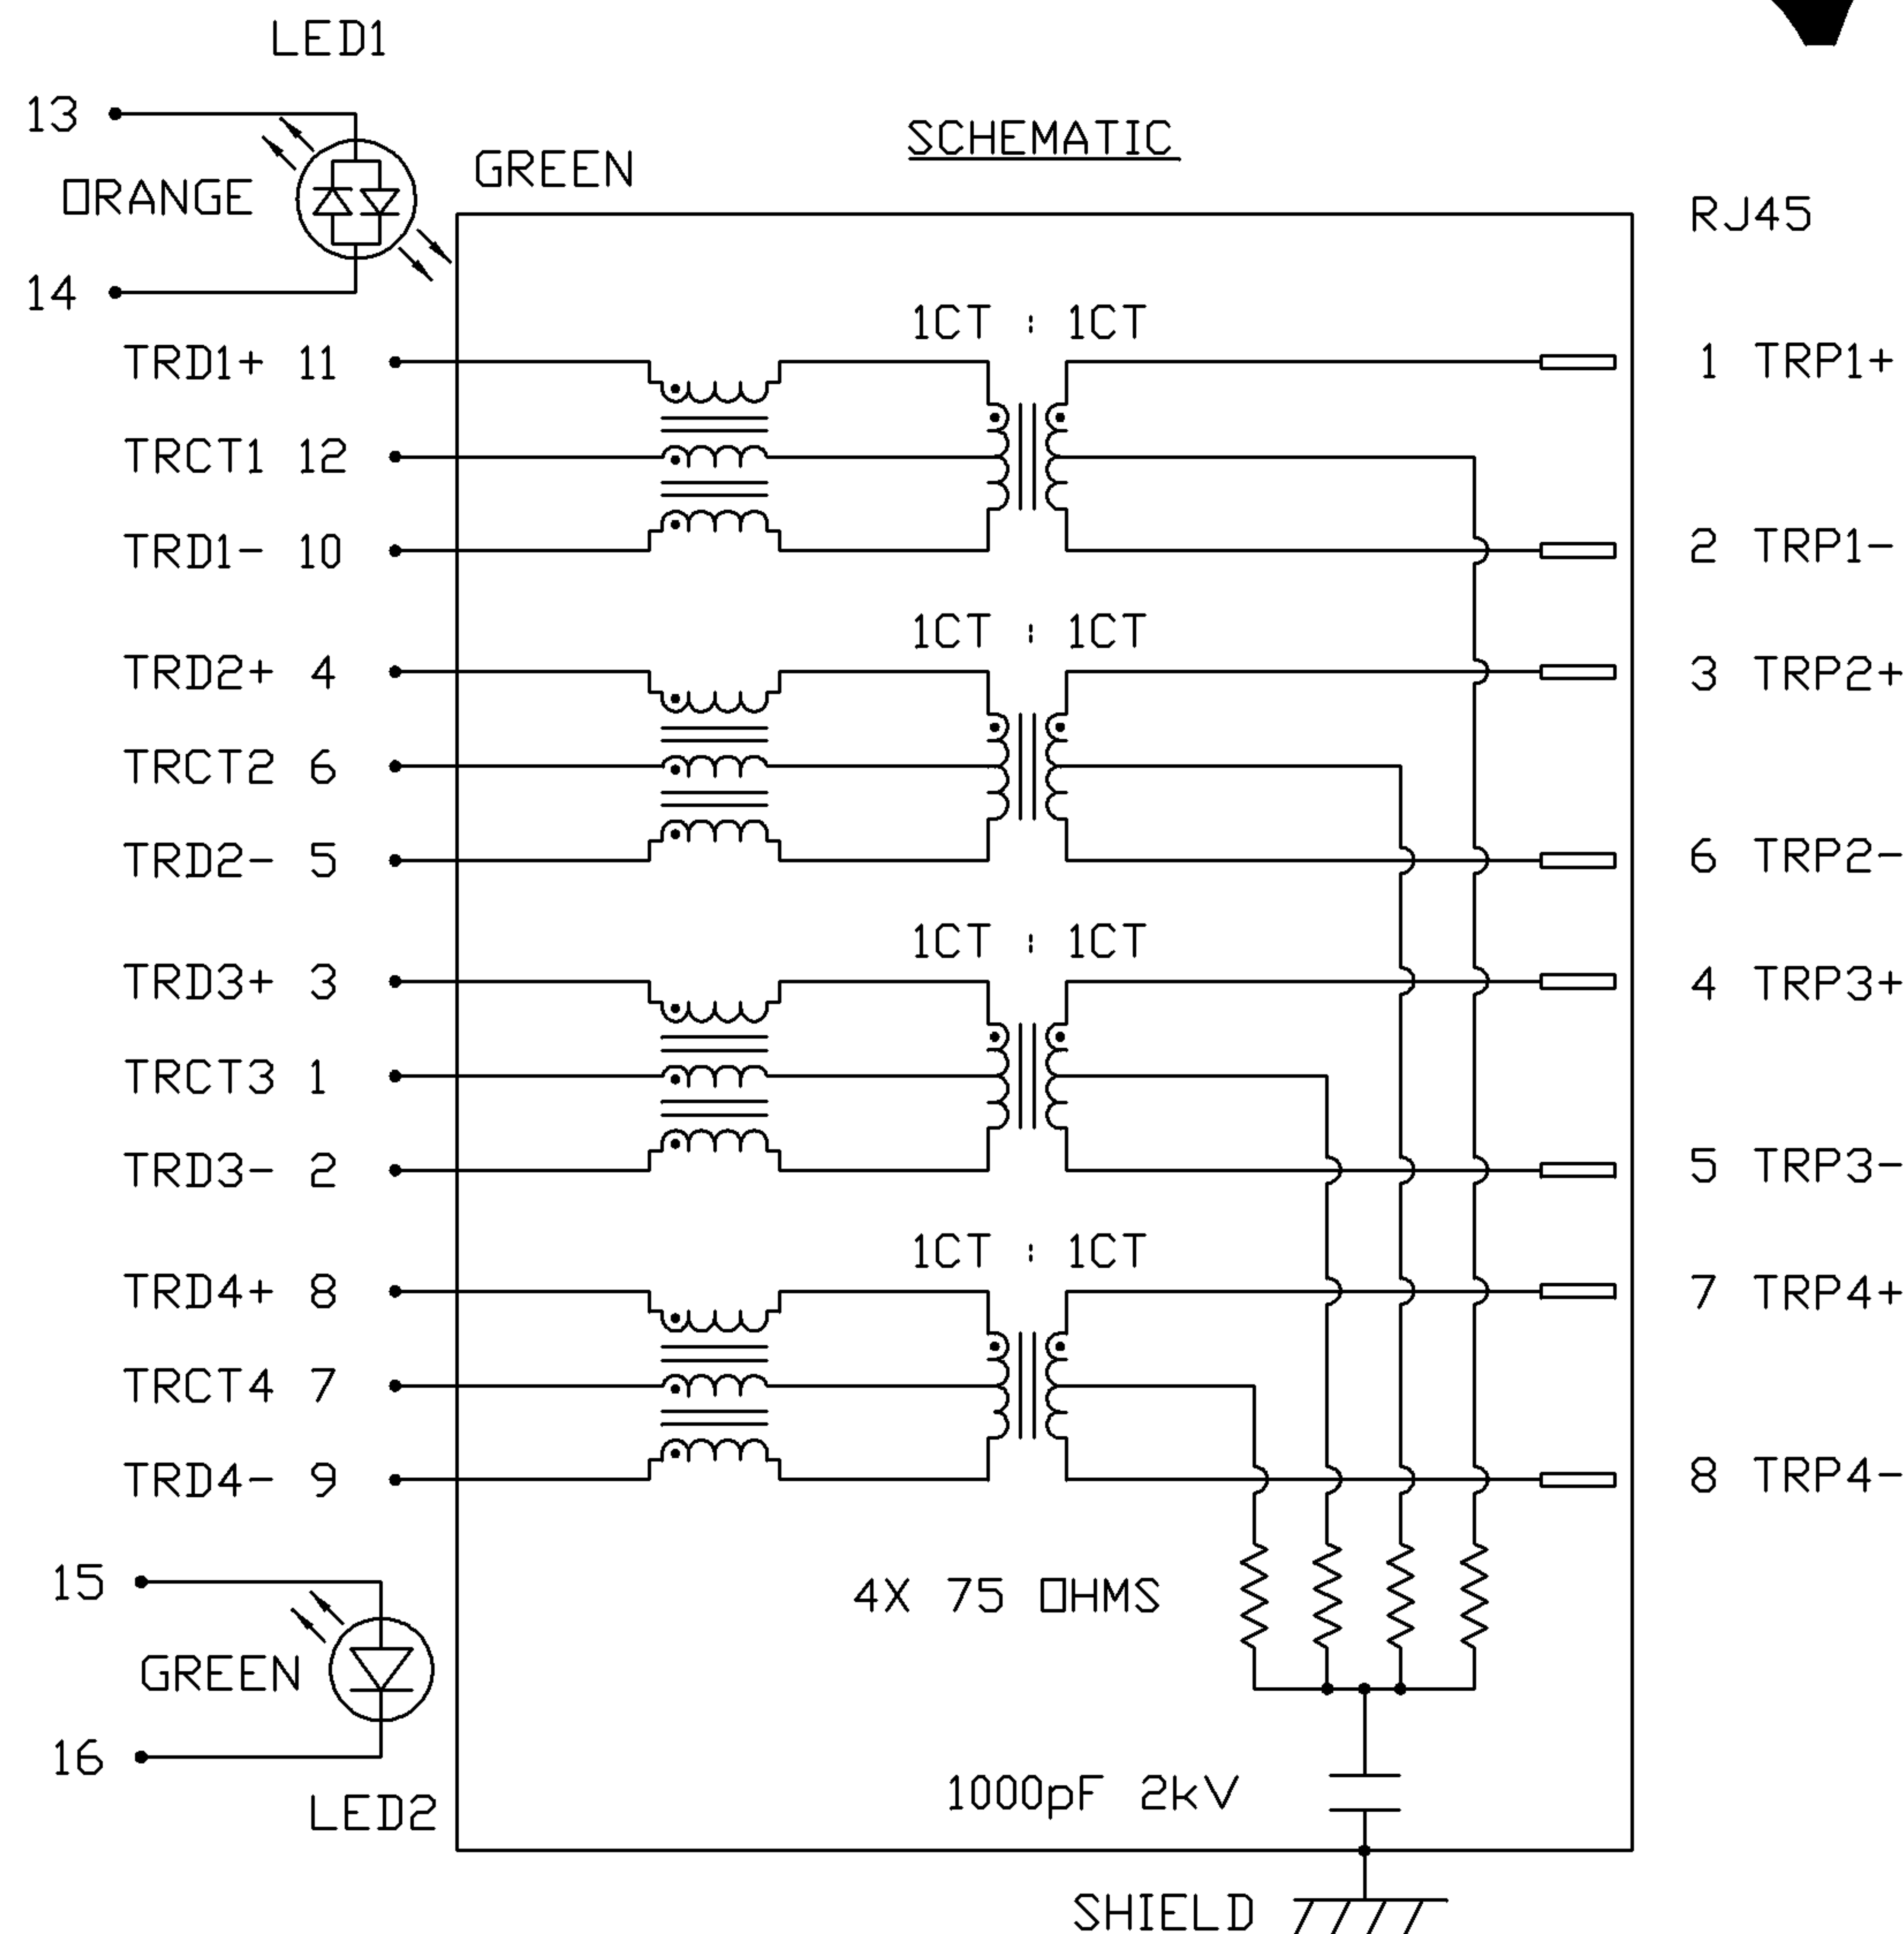 LED1
13
SCHEMATIC
GREEN
ORANGE
RJ45
14
1CT : 1CT
TRD1+ 11
1 TRP1+
TRCT1 12
TRD1- 10
2 TRP1-
1CT : 1CT
TRD2+ 4
3 TRP2+
TRCT2 6
TRD2- 5
6 TRP2-
1CT : 1CT
TRD3+ 3
4 TRP3+
TRCT3 1
TRD3- 2
5 TRP3-
1CT : 1CT
TRD4+ 8
7 TRP4+
TRCT4 7
TRD4- 9
8 TRP4-
15
4X 75 OHMS
GREEN
16
1000pF 2kV
LED2
SHIELD